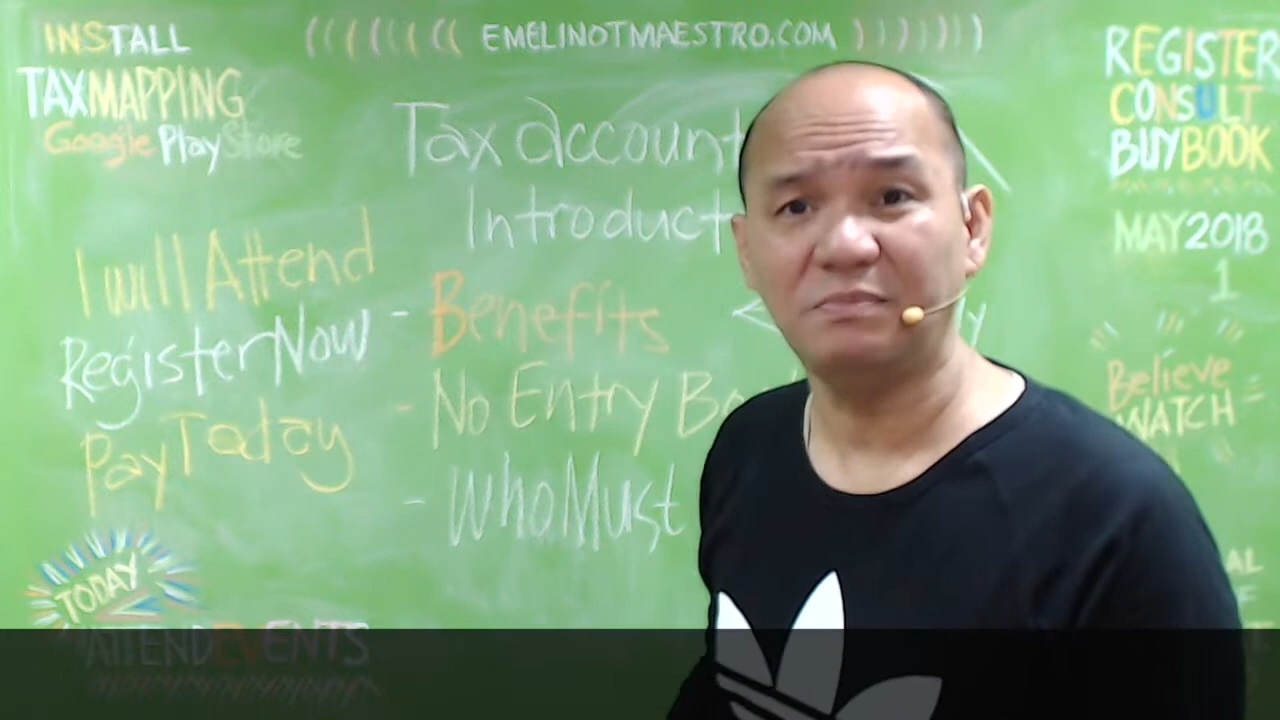 INSTALL
TAXMAPPING
Google PlayStore
(((((((( EMELINOTMAESTRO.COM ))))))))
REGISTER
CONSULT
BUYBOOK
MAY2018
1
Tax account
Introduct
I will Attend
RegisterNow
PayToday
- Benefits
- No Entry
- WhoMust
Believe
WATCH
TODAY
ATTENDEVENTS
AL